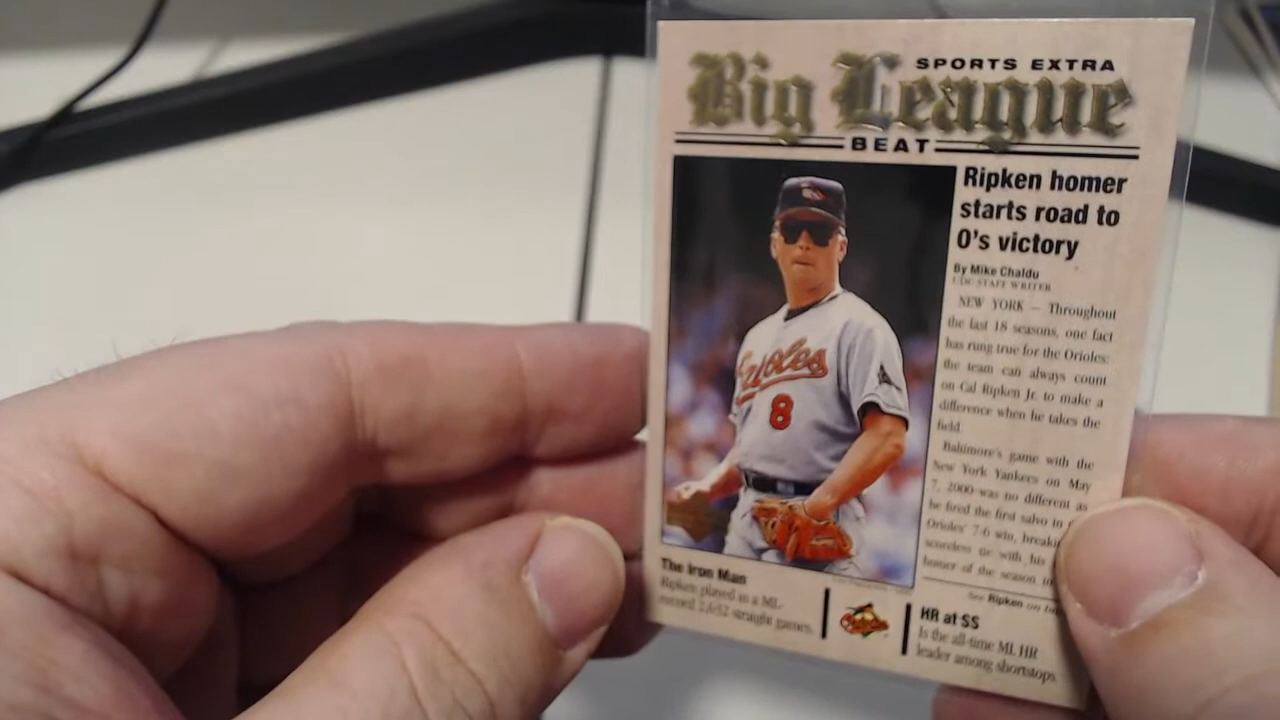 SPORTS EXTRA
Big League
BEAT
Ripken homer
starts road to
O's victory
By Mike Chaldu
UDC STAFF WRITER
NEW YORK — Throughout
the last 18 seasons, one fact
has rung true for the Orioles:
the team can always count
on Cal Ripken Jr. to make a
difference when he takes the
field.
Baltimore's game with the
New York Yankees on May
7, 2000 was no different as
he fired the first salvo in
Orioles' 7-6 win,
scoreless tie with his
homer of the season
See Ripken on
Orioles
8
The Iron Man
Ripken played in a ML-
record 2,632 straight games.
Orioles
HR at SS
Is the all-time ML HR
leader among shortstops.